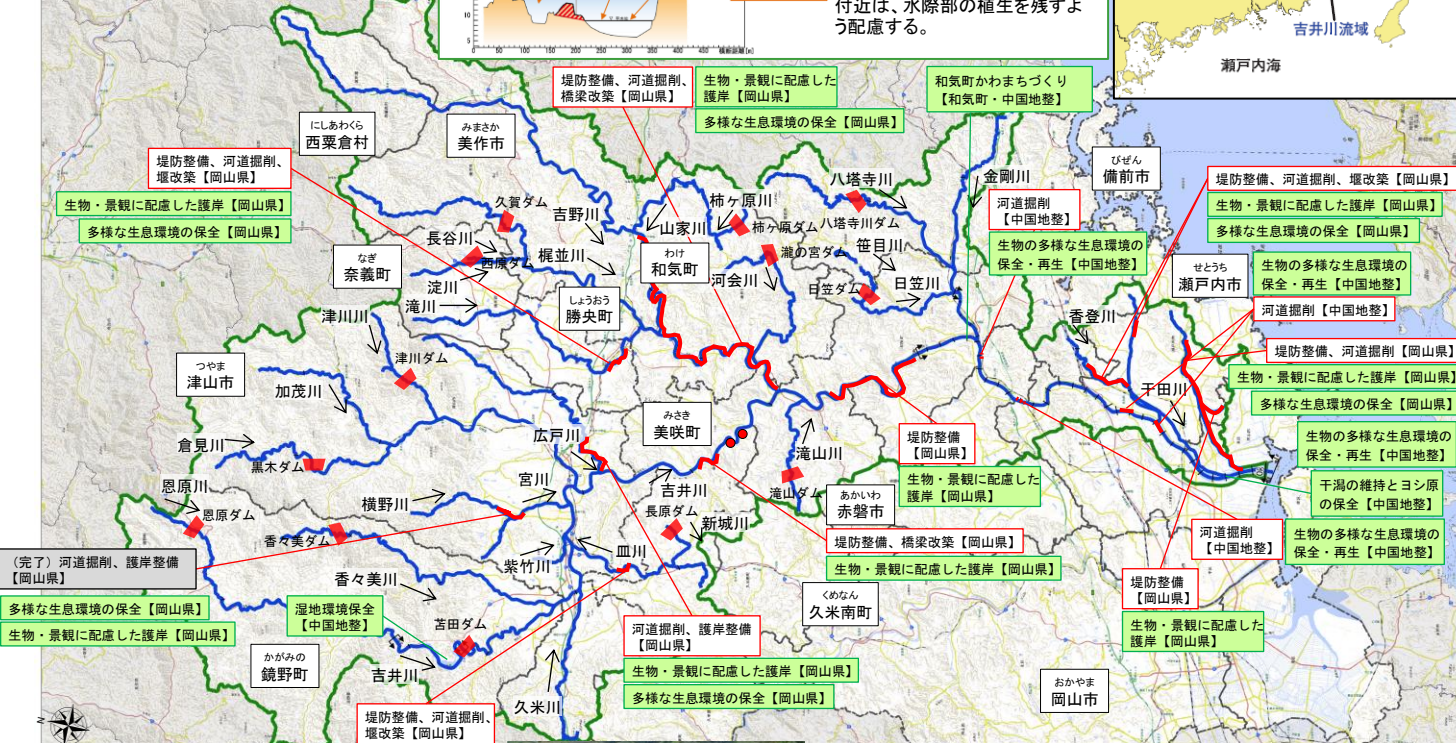 付近は、水際部の植生を残すよ
う配慮する。
10
5
0
50
100
150
200
250
300
350
400
450
吉井川流域
瀬戸内海
堤防整備、河道掘削、
橋梁改築【岡山県】
生物・景観に配慮した
護岸【岡山県】
多様な生息環境の保全【岡山県】
和気町かわまちづくり
【和気町・中国地整】
にしあわくら
西粟倉村
みまさか
美作市
びぜん
備前市
堤防整備、河道掘削、
堰改築【岡山県】
生物・景観に配慮した護岸【岡山県】
多様な生息環境の保全【岡山県】
堤防整備、河道掘削、堰改築【岡山県】
生物・景観に配慮した護岸【岡山県】
多様な生息環境の保全【岡山県】
八塔寺川
金剛川
河道掘削
【中国地整】
生物の多様な生息環境の
保全・再生【中国地整】
久賀ダム
吉野川
山家川
柿ヶ原川
柿ヶ原ダム
八塔寺川ダム
滝の宮ダム
笹目川
長谷川
西原ダム
梶並川
わけ
和気町
河会川
日笠ダム
日笠川
なぎ
奈義町
淀川
滝川
しょうおう
勝央町
せとうち
瀬戸内市
生物の多様な生息環境の
保全・再生【中国地整】
河道掘削【中国地整】
香登川
津川川
津川ダム
つやま
津山市
加茂川
堤防整備、河道掘削【岡山県】
生物・景観に配慮した護岸【岡山県】
多様な生息環境の保全【岡山県】
干田川
みさき
美咲町
広戸川
倉見川
黒木ダム
滝山川
滝山ダム
堤防整備
【岡山県】
生物・景観に配慮した
護岸【岡山県】
生物の多様な生息環境の
保全・再生【中国地整】
干潟の維持とヨシ原
の保全【中国地整】
恩原川
恩原ダム
横野川
宮川
吉井川
長原ダム
新城川
あかいわ
赤磐市
河道掘削
【中国地整】
生物の多様な生息環境の
保全・再生【中国地整】
香々美ダム
紫竹川
皿川
堤防整備、橋梁改築【岡山県】
生物・景観に配慮した護岸【岡山県】
(完了)河道掘削、護岸整備
【岡山県】
多様な生息環境の保全【岡山県】
生物・景観に配慮した護岸【岡山県】
香々美川
湿地環境保全
【中国地整】
苫田ダム
くめなん
久米南町
堤防整備
【岡山県】
生物・景観に配慮した
護岸【岡山県】
河道掘削、護岸整備
【岡山県】
生物・景観に配慮した護岸【岡山県】
多様な生息環境の保全【岡山県】
かがみの
鏡野町
吉井川
久米川
おかやま
岡山市
堤防整備、河道掘削、
堰改築【岡山県】
N